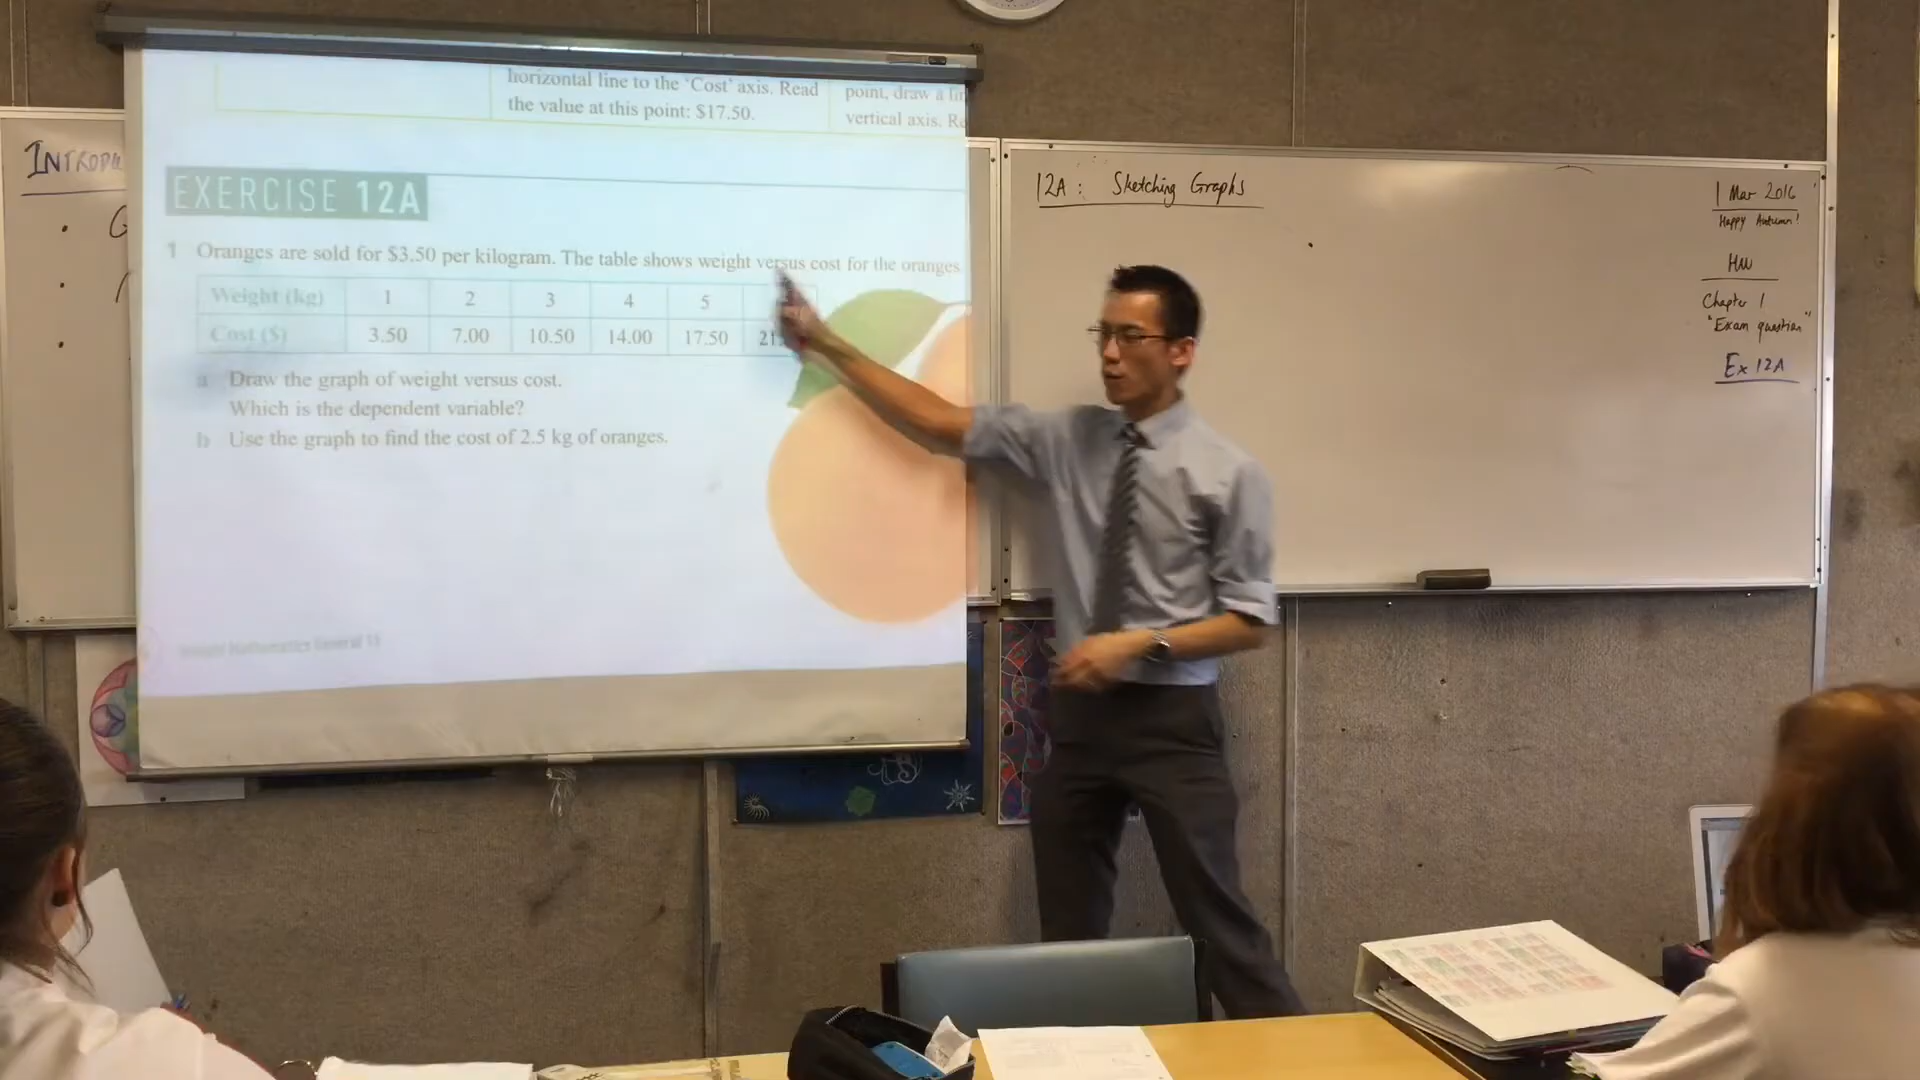 horizontal line to the 'Cost' axis. Read
the value at this point: $17.50.
point, draw a
vertical axis.
EXERCISE 12A
1 Oranges are sold for $3.50 per kilogram. The table shows weight versus cost for the oranges
Weight (kg) 1 2 3 4 5
Cost ($) 3.50 7.00 10.50 14.00 17.50 21
a Draw the graph of weight versus cost.
Which is the dependent variable?
b Use the graph to find the cost of 2.5 kg of oranges.
Mathematics General 11
INTRODU
12A: Sketching Graphs
1 Mar 2016
Happy Autumn!
HW
Chapter 1
"Exam question"
Ex 12A